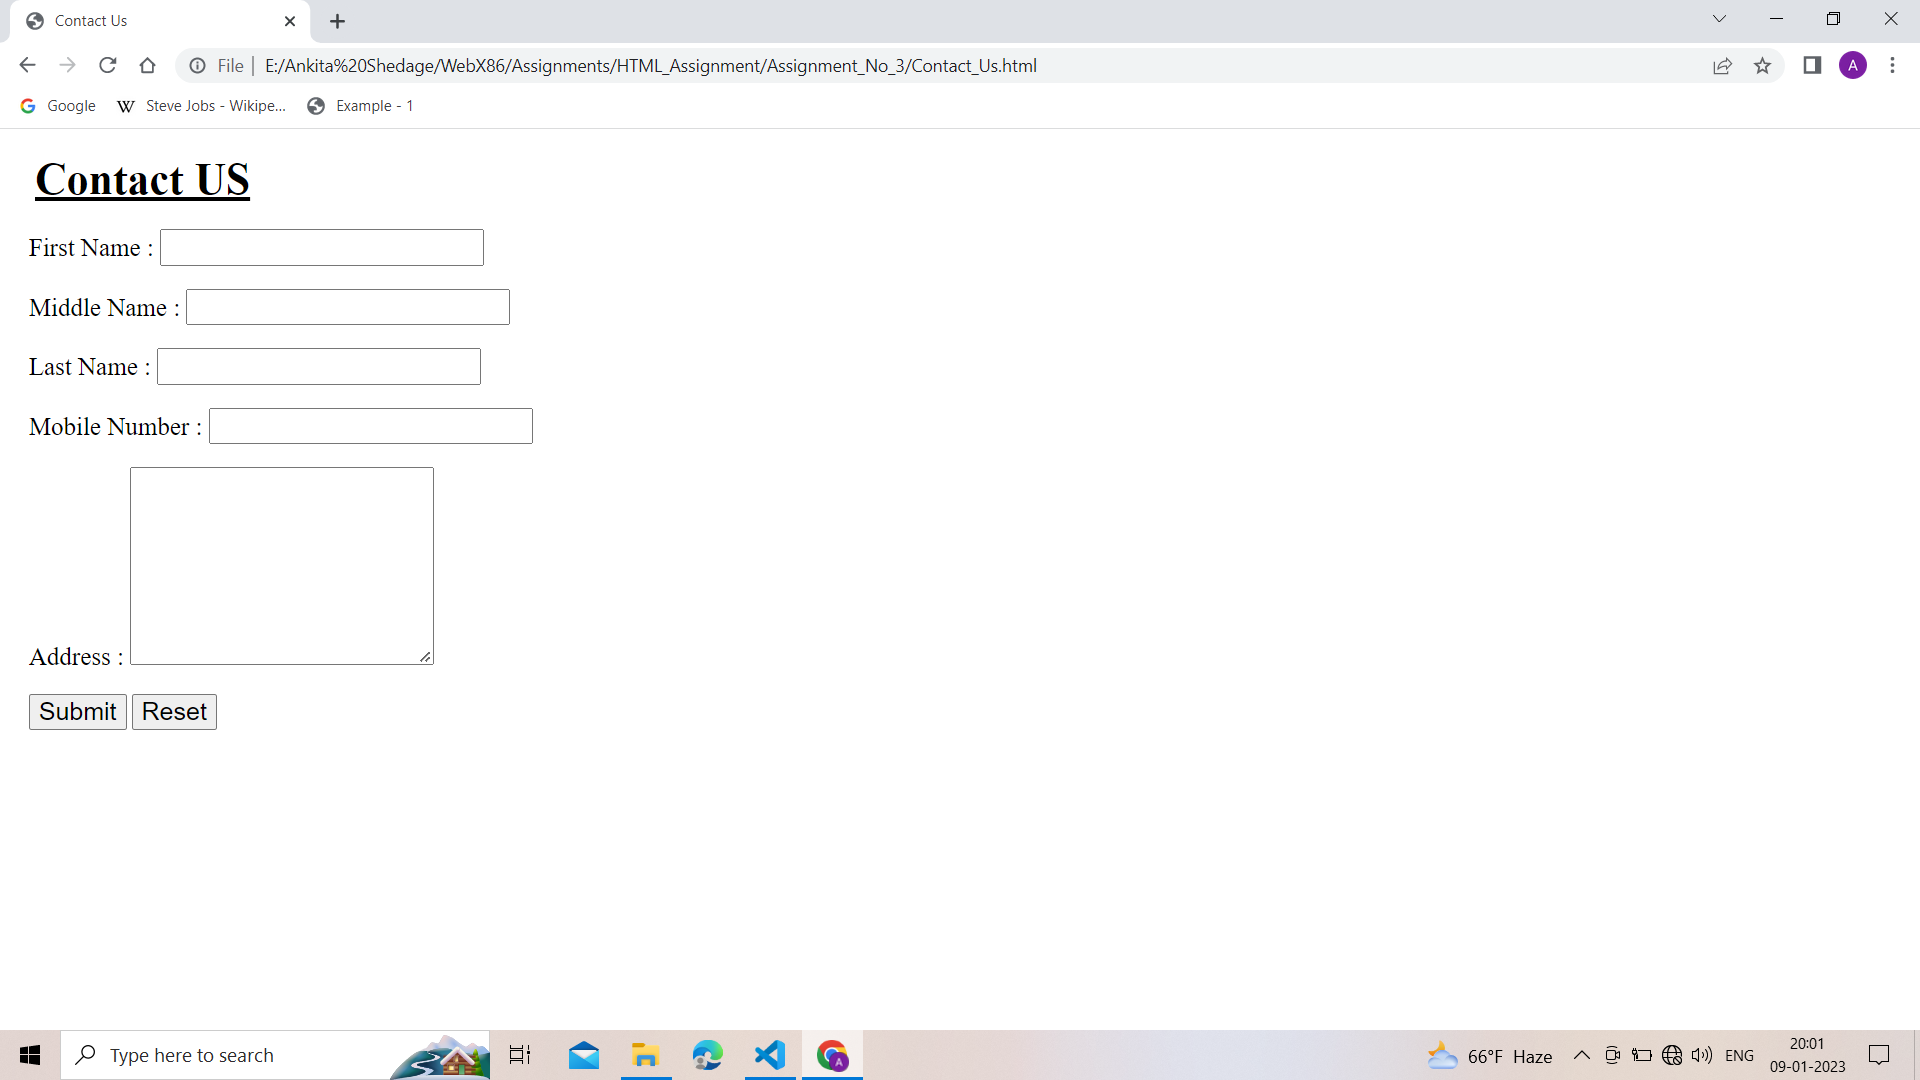 Contact Us
File | E:/Ankita%20Shedage/WebX86/Assignments/HTML_Assignment/Assignment_No_3/Contact_Us.html
A
Google Steve Jobs - Wikipe... Example - 1
Contact US
First Name :
Middle Name :
Last Name :
Mobile Number :
Address :
Submit Reset
Type here to search
66°F Haze
ENG
20:01
09-01-2023